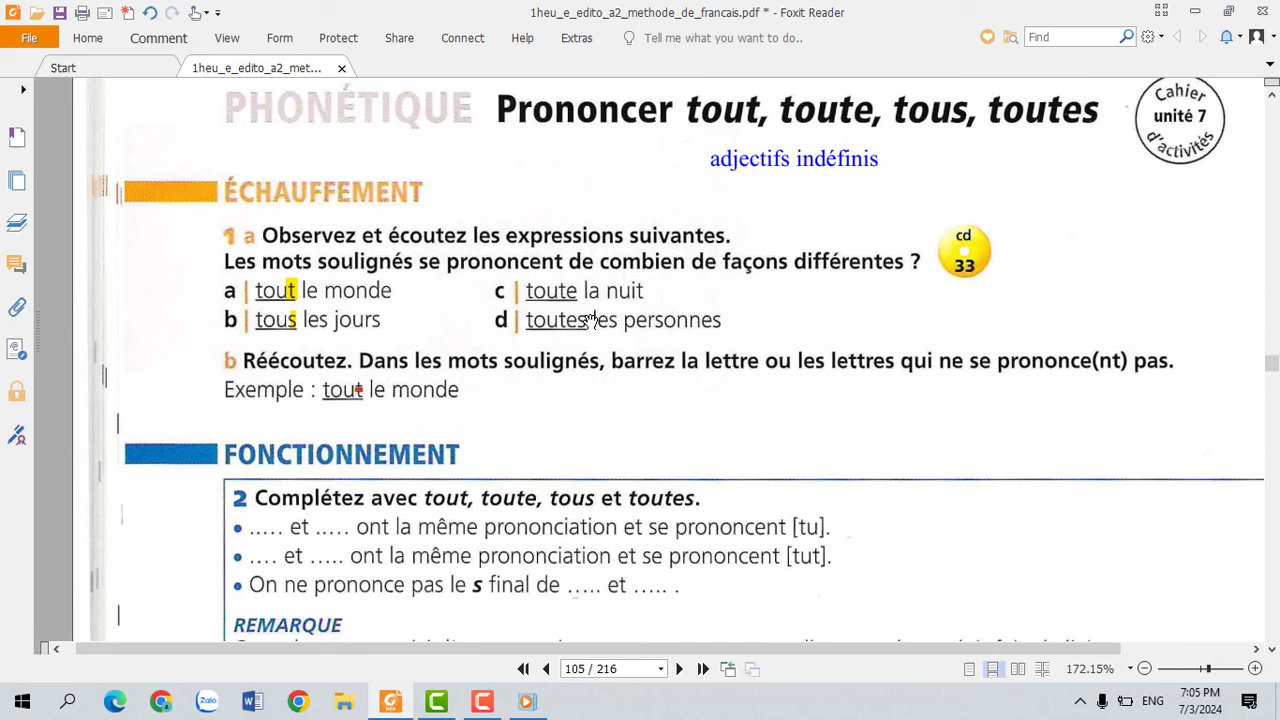 1heu_e_edito_a2_methode_de_francais.pdf * - Foxit Reader
File Home Comment View Form Protect Share Connect Help Extras Tell me what you want to do.. Find
Start 1heu_e_edito_a2_met...
PHONÉTIQUE Prononcer tout, toute, tous, toutes
Cahier
unité 7
d'activités
adjectifs indéfinis
ÉCHAUFFEMENT
1 a Observez et écoutez les expressions suivantes.
Les mots soulignés se prononcent de combien de façons différentes ?
cd
33
a | tout le monde c | toute la nuit
b | tous les jours d | toutes les personnes
b Réécoutez. Dans les mots soulignés, barrez la lettre ou les lettres qui ne se prononce(nt) pas.
Exemple : tout le monde
FONCTIONNEMENT
2 Complétez avec tout, toute, tous et toutes.
• ..... et ..... ont la même prononciation et se prononcent [tu].
• .... et ..... ont la même prononciation et se prononcent [tut].
• On ne prononce pas le s final de ..... et ..... .
REMARQUE
105 / 216 172.15%
ENG 7:05 PM
7/3/2024
Zalo